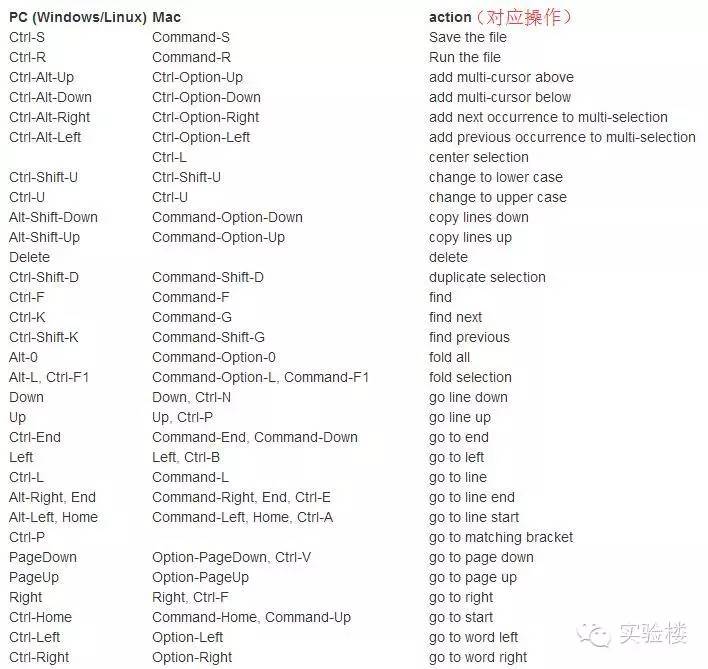 PC (Windows/Linux) Mac action（对应操作）
Ctrl-S Command-S Save the file
Ctrl-R Command-R Run the file
Ctrl-Alt-Up Ctrl-Option-Up add multi-cursor above
Ctrl-Alt-Down Ctrl-Option-Down add multi-cursor below
Ctrl-Alt-Right Ctrl-Option-Right add next occurrence to multi-selection
Ctrl-Alt-Left Ctrl-Option-Left add previous occurrence to multi-selection
Ctrl-L center selection
Ctrl-Shift-U Ctrl-Shift-U change to lower case
Ctrl-U Ctrl-U change to upper case
Alt-Shift-Down Command-Option-Down copy lines down
Alt-Shift-Up Command-Option-Up copy lines up
Delete delete
Ctrl-Shift-D Command-Shift-D duplicate selection
Ctrl-F Command-F find
Ctrl-K Command-G find next
Ctrl-Shift-K Command-Shift-G find previous
Alt-0 Command-Option-0 fold all
Alt-L, Ctrl-F1 Command-Option-L, Command-F1 fold selection
Down Down, Ctrl-N go line down
Up Up, Ctrl-P go line up
Ctrl-End Command-End, Command-Down go to end
Left Left, Ctrl-B go to left
Ctrl-L Command-L go to line
Alt-Right, End Command-Right, End, Ctrl-E go to line end
Alt-Left, Home Command-Left, Home, Ctrl-A go to line start
Ctrl-P go to matching bracket
PageDown Option-PageDown, Ctrl-V go to page down
PageUp Option-PageUp go to page up
Right Right, Ctrl-F go to right
Ctrl-Home Command-Home, Command-Up go to start
Ctrl-Left Option-Left go to word left
Ctrl-Right Option-Right go to word right
实验楼